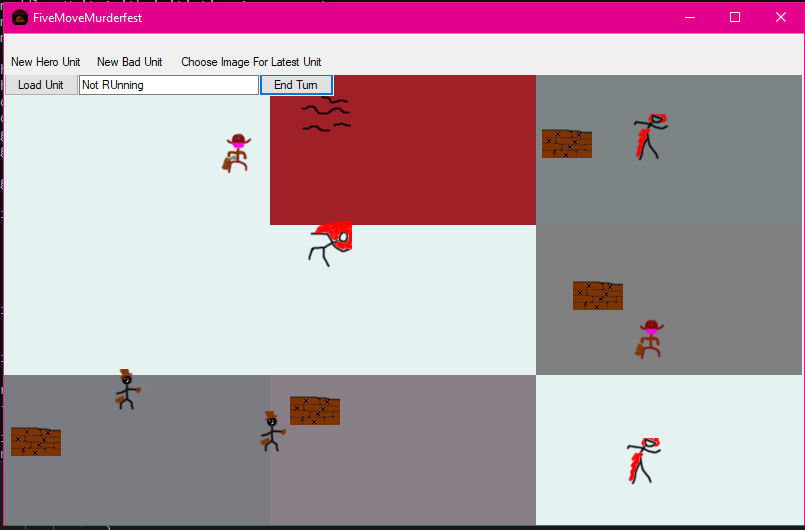 FiveMoveMurderfest
New Hero Unit New Bad Unit Choose Image For Latest Unit
Load Unit Not RUnning End Turn